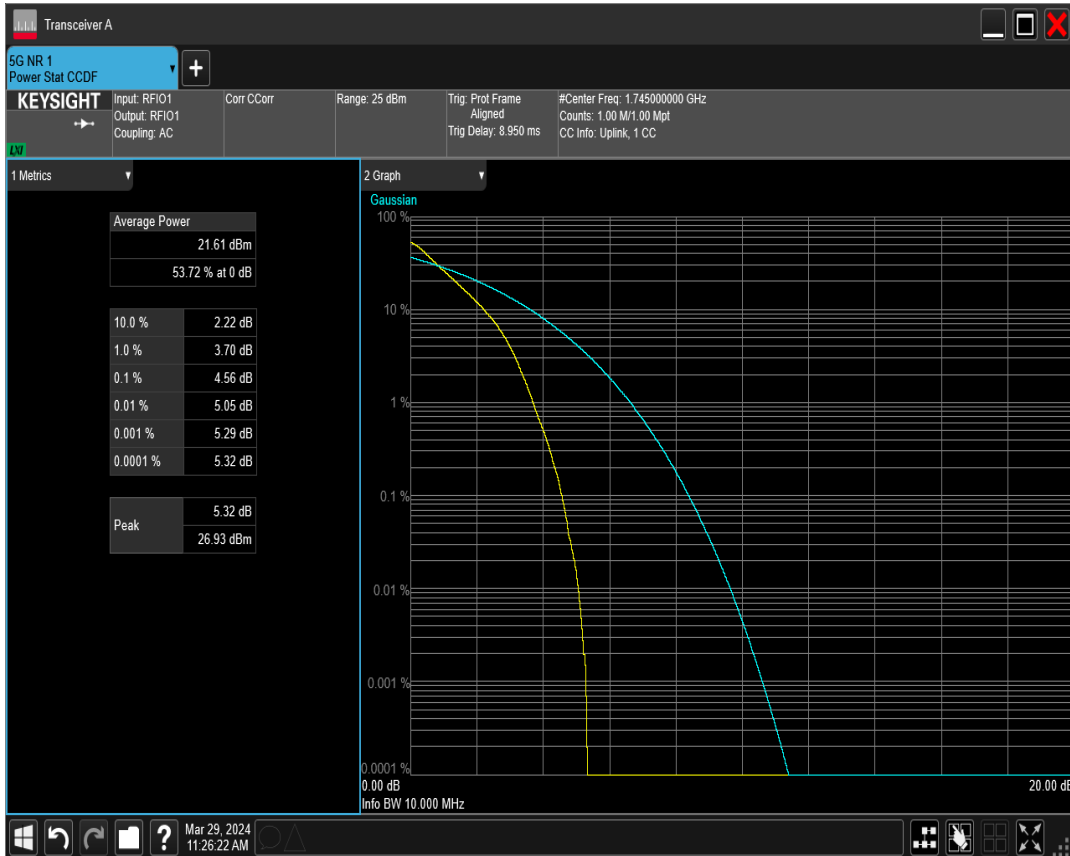 Transceiver A
5G NR 1
Power Stat CCDF
KEYSIGHT
LXI
Input: RFIO1
Output: RFIO1
Coupling: AC
Corr CCorr
Range: 25 dBm
Trig: Prot Frame
Aligned
Trig Delay: 8.950 ms
#Center Freq: 1.745000000 GHz
Counts: 1.00 M/1.00 Mpt
CC Info: Uplink, 1 CC
1 Metrics
Average Power
21.61 dBm
53.72 % at 0 dB
10.0 % 2.22 dB
1.0 % 3.70 dB
0.1 % 4.56 dB
0.01 % 5.05 dB
0.001 % 5.29 dB
0.0001 % 5.32 dB
Peak
5.32 dB
26.93 dBm
2 Graph
Gaussian
100 %
10 %
1 %
0.1 %
0.01 %
0.001 %
0.0001 %
0.00 dB 20.00 dB
Info BW 10.000 MHz
?
Mar 29, 2024
11:26:22 AM